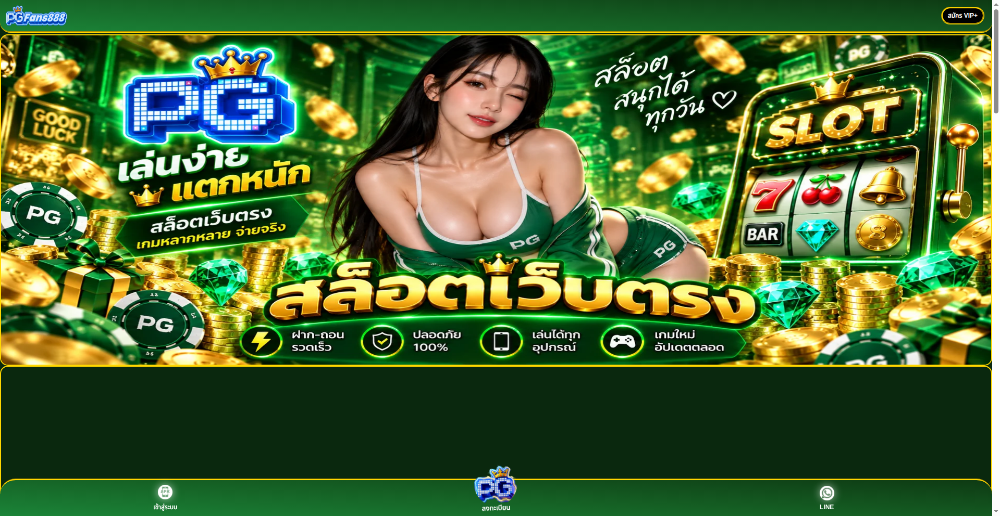 PGFans888
สมัคร VIP+
PG
เล่นง่าย
แตกหนัก
สล็อตเว็บตรง
เกมหลากหลาย จ่ายจริง
GOOD
LUCK
สล็อต
สนุกได้
ทุกวัน
PG
SLOT
7
BAR
8
PG
PG
PG
PG
PG
PG
สล็อตเว็บตรง
ฝาก-ถอน
รวดเร็ว
ปลอดภัย
100%
เล่นได้ทุก
อุปกรณ์
เกมใหม่
อัปเดตตลอด
APK
เข้าสู่ระบบ
PG
ลงทะเบียน
LINE